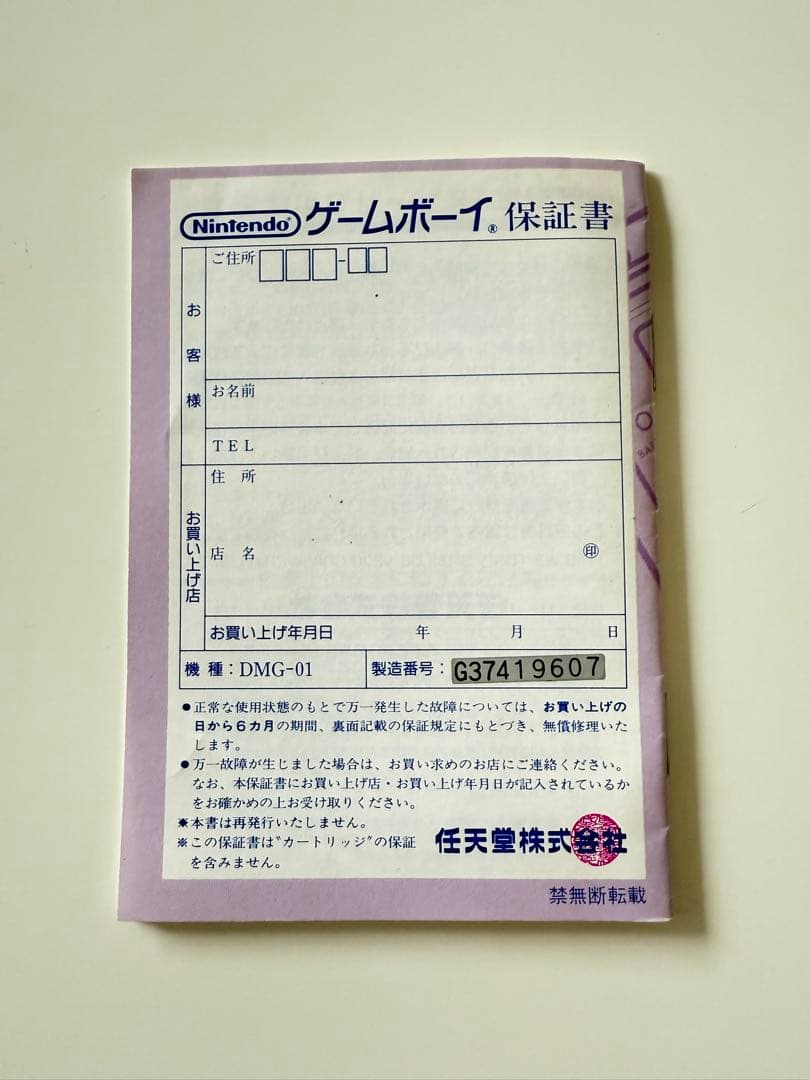 Nintendo® ゲームボーイ® 保証書
お客様
ご住所 -
お名前
TEL
お買い上げ店
住所
店名 ㊞
お買い上げ年月日 年 月 日
機種：DMG-01 製造番号：G37419607
●正常な使用状態のもとで万一発生した故障については、お買い上げの
日から6カ月の期間、裏面記載の保証規定にもとづき、無償修理いた
します。
●万一故障が生じました場合は、お買い求めのお店にご連絡ください。
なお、本保証書にお買い上げ店・お買い上げ年月日が記入されているか
をお確かめの上お受け取りください。
※本書は再発行いたしません。
※この保証書は"カートリッジ"の保証
を含みません。
任天堂株式会社
禁無断転載